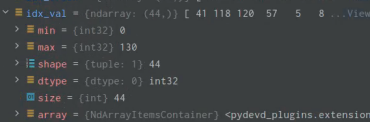 idx_val = {ndarray: (44,)} [ 41 118 120 57 5 8 ...View
min = {int32} 0
max = {int32} 130
shape = {tuple: 1} 44
dtype = {dtype: 0} int32
size = {int} 44
array = {NdArrayItemsContainer} <pydevd_plugins.extension